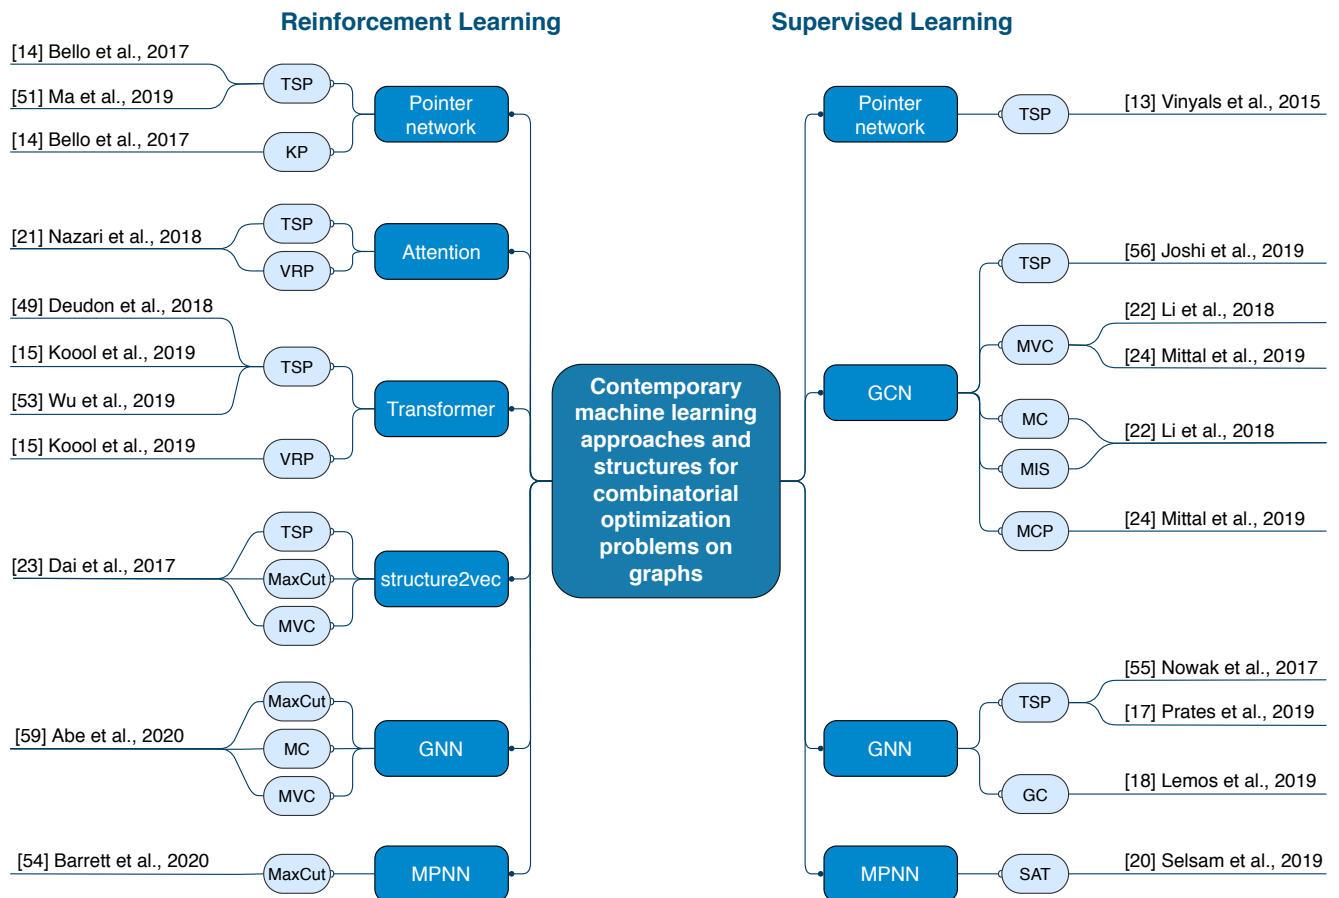 Reinforcement Learning
Supervised Learning
[14] Bello et al., 2017
[51] Ma et al., 2019
TSP
[14] Bello et al., 2017
KP
Pointer
network
[21] Nazari et al., 2018
TSP
VRP
Attention
[49] Deudon et al., 2018
[15] Koool et al., 2019
[53] Wu et al., 2019
TSP
[15] Koool et al., 2019
VRP
Transformer
[23] Dai et al., 2017
TSP
MaxCut
MVC
structure2vec
[59] Abe et al., 2020
MaxCut
MC
MVC
GNN
[54] Barrett et al., 2020
MaxCut
MPNN
Contemporary
machine learning
approaches and
structures for
combinatorial
optimization
problems on
graphs
Pointer
network
TSP
[13] Vinyals et al., 2015
GCN
TSP
[56] Joshi et al., 2019
MVC
[22] Li et al., 2018
[24] Mittal et al., 2019
MC
MIS
[22] Li et al., 2018
MCP
[24] Mittal et al., 2019
GNN
TSP
[55] Nowak et al., 2017
[17] Prates et al., 2019
GC
[18] Lemos et al., 2019
MPNN
SAT
[20] Selsam et al., 2019